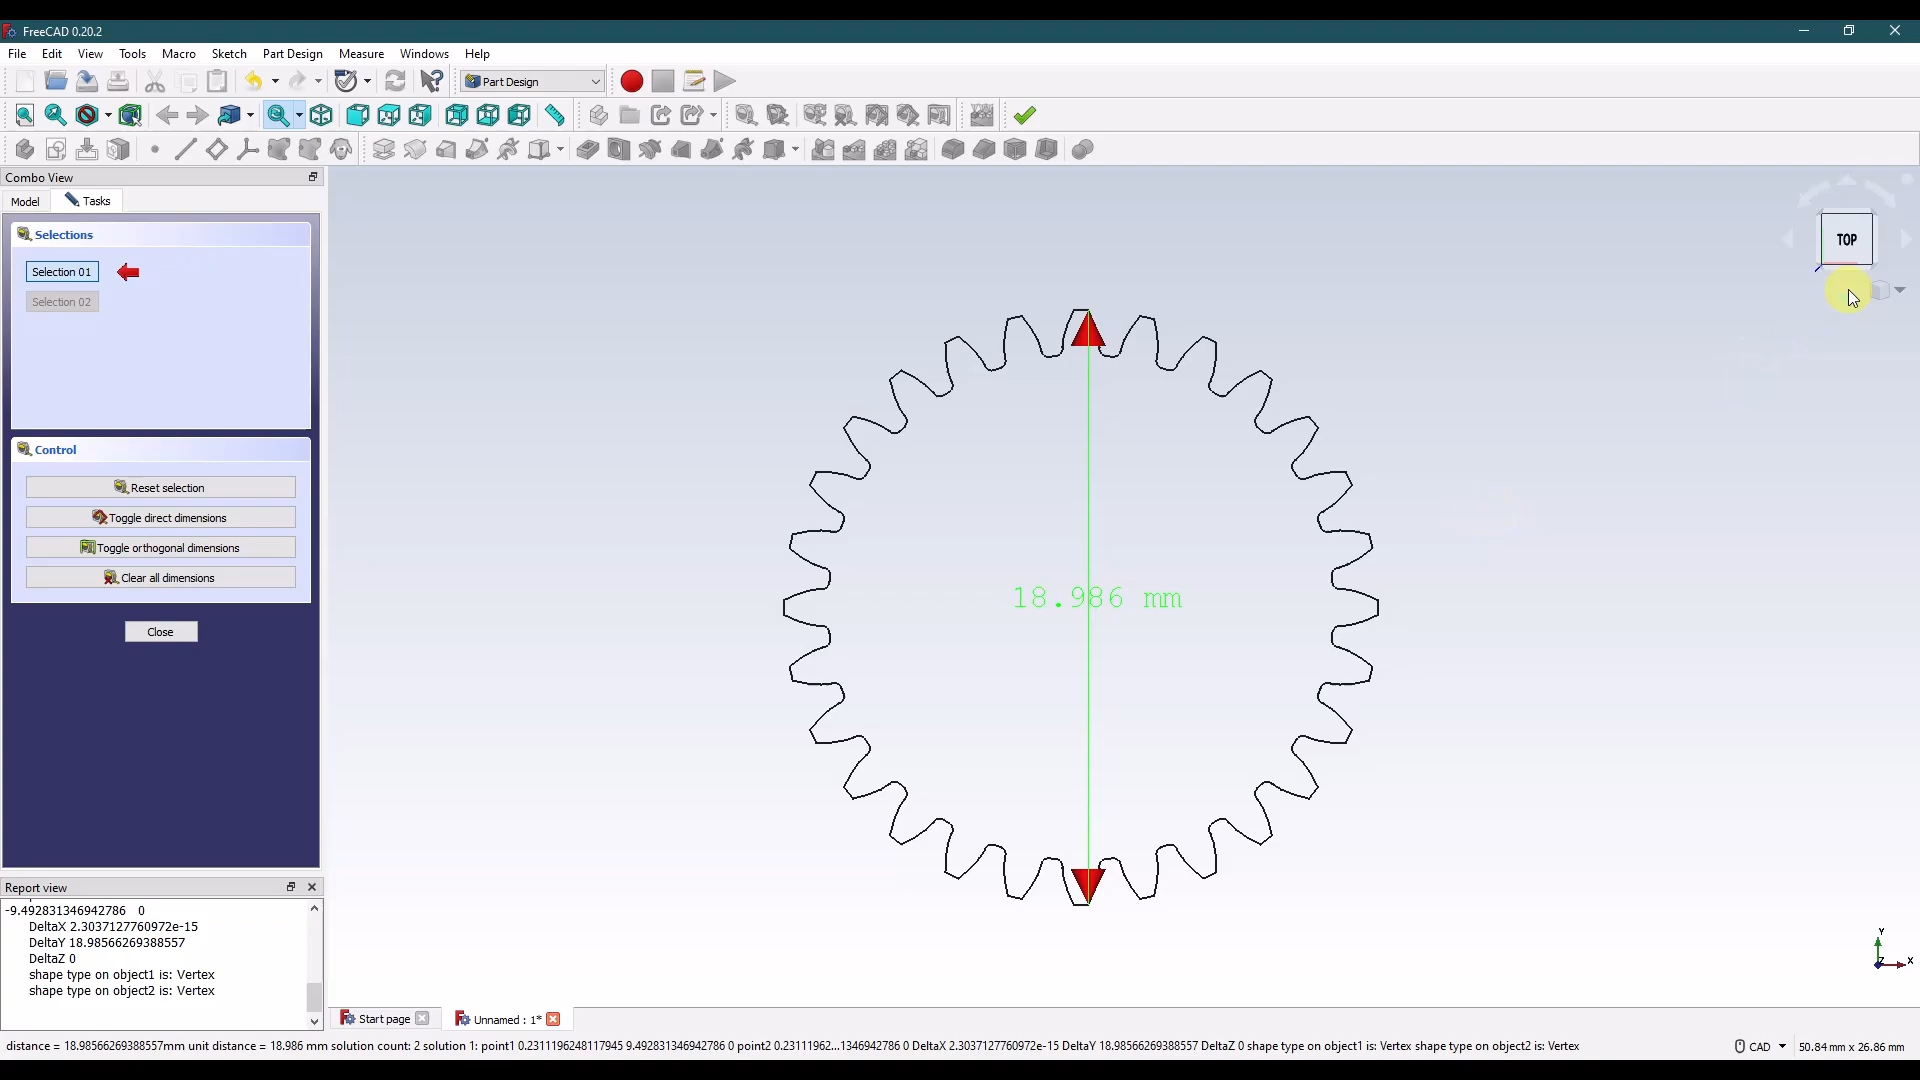 FreeCAD 0.20.2
File Edit View Tools Macro Sketch Part Design Measure Windows Help
Part Design
Combo View
Model Tasks
Selections
Selection 01
Selection 02
Control
Reset selection
Toggle direct dimensions
Toggle orthogonal dimensions
Clear all dimensions
Close
TOP
18.986 mm
Y
Z X
Report view
-9.492831346942786 0
DeltaX 2.3037127760972e-15
DeltaY 18.98566269388557
DeltaZ 0
shape type on object1 is: Vertex
shape type on object2 is: Vertex
Start page Unnamed : 1*
distance = 18.98566269388557mm unit distance = 18.986 mm solution count: 2 solution 1: point1 0.2311196248117945 9.492831346942786 0 point2 0.23111962...1346942786 0 DeltaX 2.3037127760972e-15 DeltaY 18.98566269388557 DeltaZ 0 shape type on object1 is: Vertex shape type on object2 is: Vertex CAD 50.84 mm x 26.86 mm